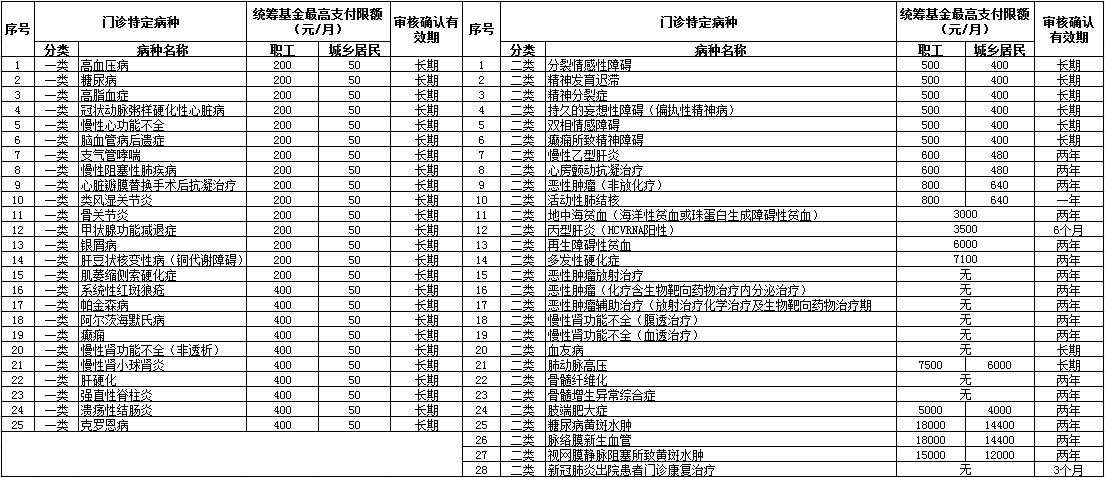 序号 门诊特定病种 统筹基金最高支付限额（元/月） 审核确认有效期 序号 门诊特定病种 统筹基金最高支付限额（元/月） 审核确认有效期
分类 病种名称 职工 城乡居民 分类 病种名称 职工 城乡居民
1 一类 高血压病 200 50 长期 1 二类 分裂情感性障碍 500 400 长期
2 一类 糖尿病 200 50 长期 2 二类 精神发育迟滞 500 400 长期
3 一类 高脂血症 200 50 长期 3 二类 精神分裂症 500 400 长期
4 一类 冠状动脉粥样硬化性心脏病 200 50 长期 4 二类 持久的妄想性障碍（偏执性精神病） 500 400 长期
5 一类 慢性心功能不全 200 50 长期 5 二类 双相情感障碍 500 400 长期
6 一类 脑血管病后遗症 200 50 长期 6 二类 癫痫所致精神障碍 500 400 长期
7 一类 支气管哮喘 200 50 长期 7 二类 慢性乙型肝炎 600 480 两年
8 一类 慢性阻塞性肺疾病 200 50 长期 8 二类 心房颤动抗凝治疗 600 480 两年
9 一类 心脏瓣膜替换手术后抗凝治疗 200 50 长期 9 二类 恶性肿瘤（非放化疗） 800 640 两年
10 一类 类风湿关节炎 200 50 长期 10 二类 活动性肺结核 800 640 一年
11 一类 骨关节炎 200 50 长期 11 二类 地中海贫血（海洋性贫血或珠蛋白生成障碍性贫血） 3000 两年
12 一类 甲状腺功能减退症 200 50 长期 12 二类 丙型肝炎（HCVRNA阳性） 3500 6个月
13 一类 银屑病 200 50 长期 13 二类 再生障碍性贫血 6000 两年
14 一类 肝豆状核变性病（铜代谢障碍） 200 50 长期 14 二类 多发性硬化症 7100 两年
15 一类 肌萎缩侧索硬化症 200 50 长期 15 二类 恶性肿瘤放射治疗 无 两年
16 一类 系统性红斑狼疮 400 50 长期 16 二类 恶性肿瘤（化疗含生物靶向药物治疗内分泌治疗） 无 两年
17 一类 帕金森病 400 50 长期 17 二类 恶性肿瘤辅助治疗（放射治疗化学治疗及生物靶向药物治疗期 无 两年
18 一类 阿尔茨海默氏病 400 50 长期 18 二类 慢性肾功能不全（腹透治疗） 无 两年
19 一类 癫痫 400 50 长期 19 二类 慢性肾功能不全（血透治疗） 无 两年
20 一类 慢性肾功能不全（非透析） 400 50 长期 20 二类 血友病 无 长期
21 一类 慢性肾小球肾炎 400 50 长期 21 二类 肺动脉高压 7500 6000 长期
22 一类 肝硬化 400 50 长期 22 二类 骨髓纤维化 无 两年
23 一类 强直性脊柱炎 400 50 长期 23 二类 骨髓增生异常综合症 无 两年
24 一类 溃疡性结肠炎 400 50 长期 24 二类 肢端肥大症 5000 4000 两年
25 一类 克罗恩病 400 50 长期 25 二类 糖尿病黄斑水肿 18000 14400 两年
26 二类 脉络膜新生血管 18000 14400 两年
27 二类 视网膜静脉阻塞所致黄斑水肿 15000 12000 两年
28 二类 新冠肺炎出院患者门诊康复治疗 无 3个月